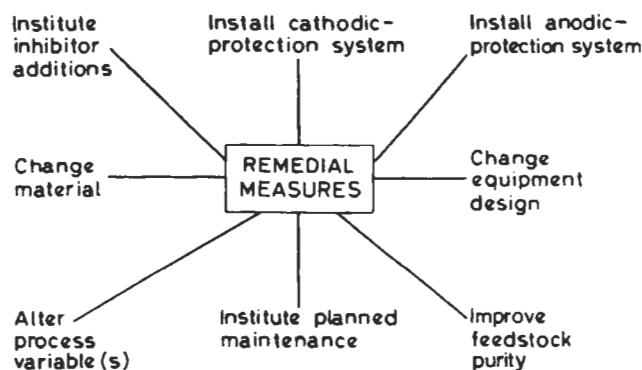 Institute
inhibitor
additions
Install cathodic-
protection system
Install anodic-
protection system
Change
material
REMEDIAL
MEASURES
Change
equipment
design
Alter
process
variable(s)
Institute planned
maintenance
Improve
feedstock
purity